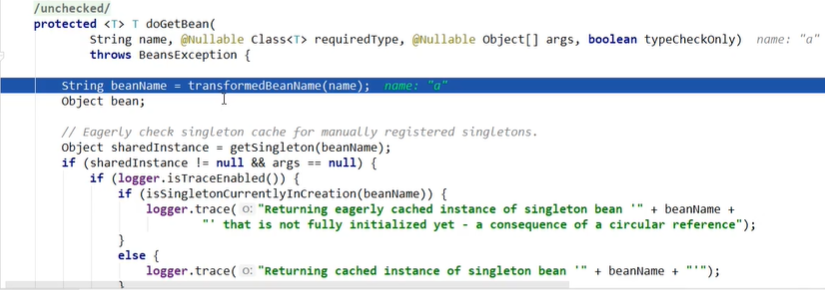 /unchecked/
protected <T> T doGetBean(
String name, @Nullable Class<T> requiredType, @Nullable Object[] args, boolean typeCheckOnly) name: "a"
throws BeansException {
String beanName = transformedBeanName(name); name: "a"
Object bean;
// Eagerly check singleton cache for manually registered singletons.
Object sharedInstance = getSingleton(beanName);
if (sharedInstance != null && args == null) {
if (logger.isTraceEnabled()) {
if (isSingletonCurrentlyInCreation(beanName)) {
logger.trace( o: "Returning eagerly cached instance of singleton bean '" + beanName +
"' that is not fully initialized yet - a consequence of a circular reference");
}
else {
logger.trace( o: "Returning cached instance of singleton bean '" + beanName + "'");
}